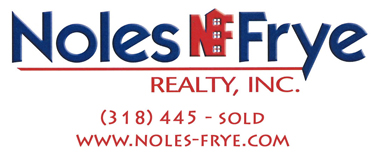 Noles NF Frye
REALTY, INC.
(318) 445 - SOLD
WWW.NOLES-FRYE.COM